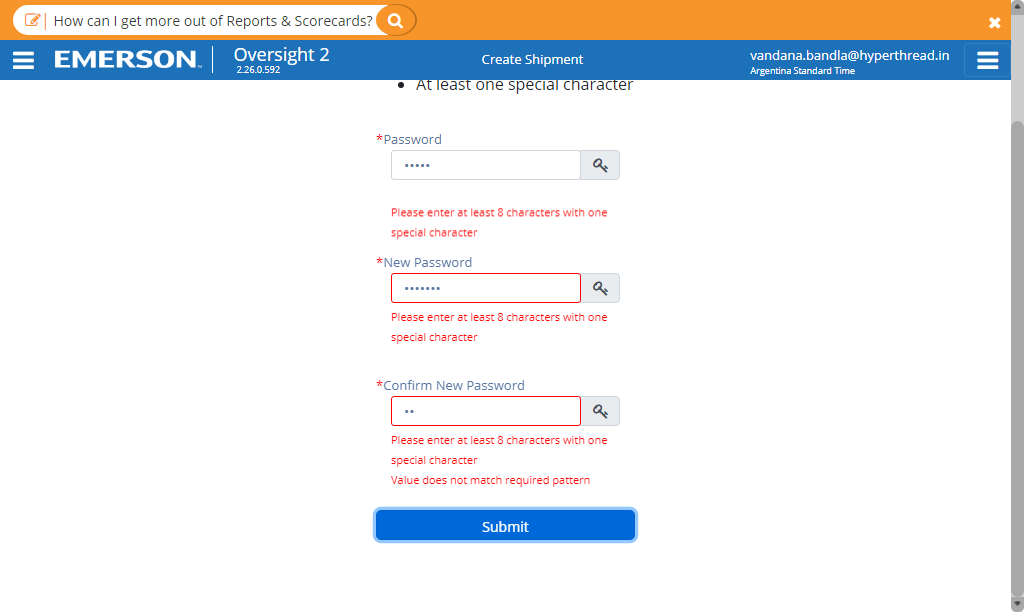 How can I get more out of Reports & Scorecards?
EMERSON™
Oversight 2
2.26.0.592
Create Shipment
vandana.bandla@hyperthread.in
Argentina Standard Time
• At least one special character
*Password
•••••
Please enter at least 8 characters with one
special character
*New Password
•••••••
Please enter at least 8 characters with one
special character
*Confirm New Password
••
Please enter at least 8 characters with one
special character
Value does not match required pattern
Submit